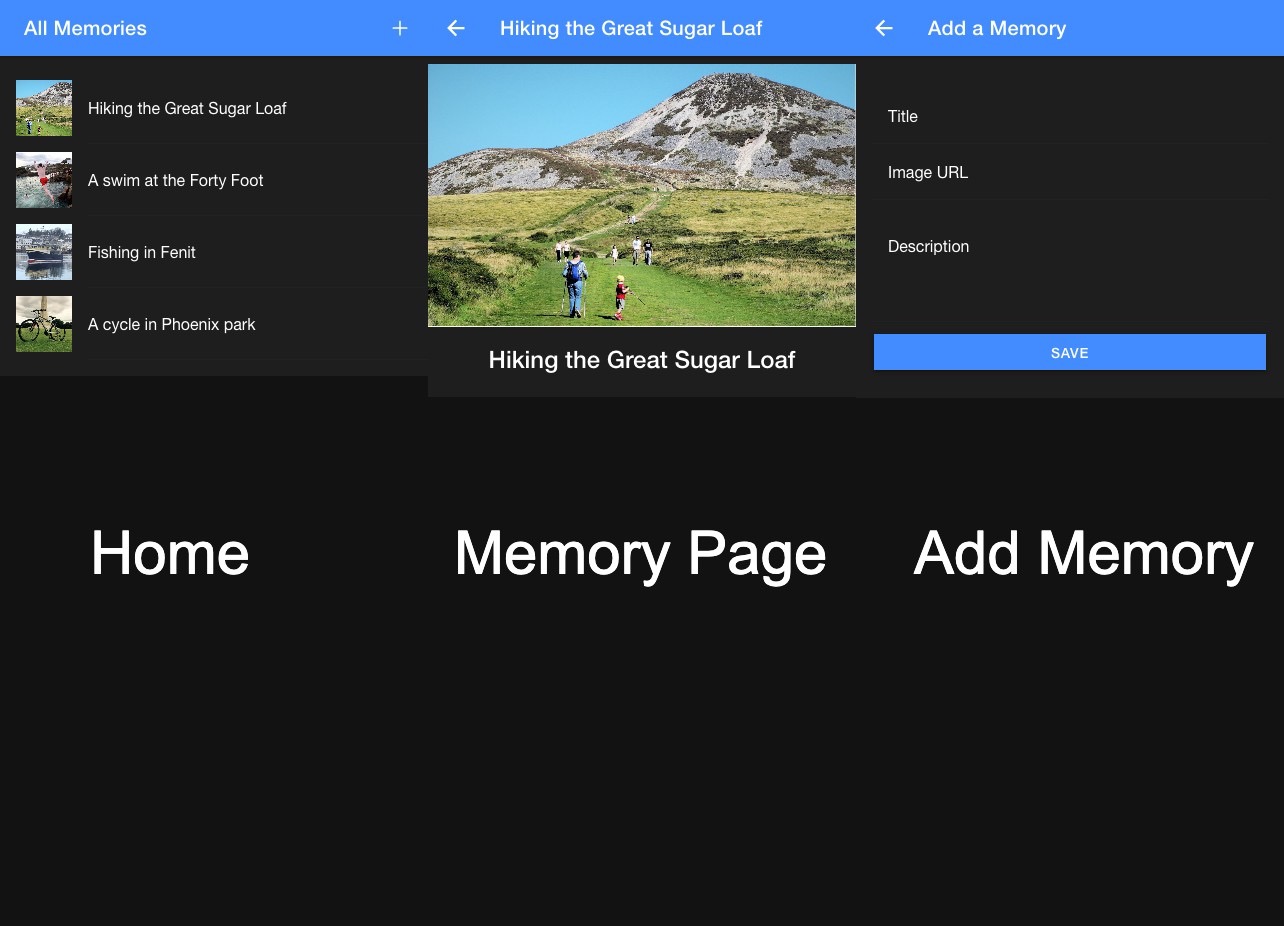 All Memories
+
Hiking the Great Sugar Loaf
A swim at the Forty Foot
Fishing in Fenit
A cycle in Phoenix park
Home
Hiking the Great Sugar Loaf
Hiking the Great Sugar Loaf
Memory Page
Add a Memory
Title
Image URL
Description
SAVE
Add Memory